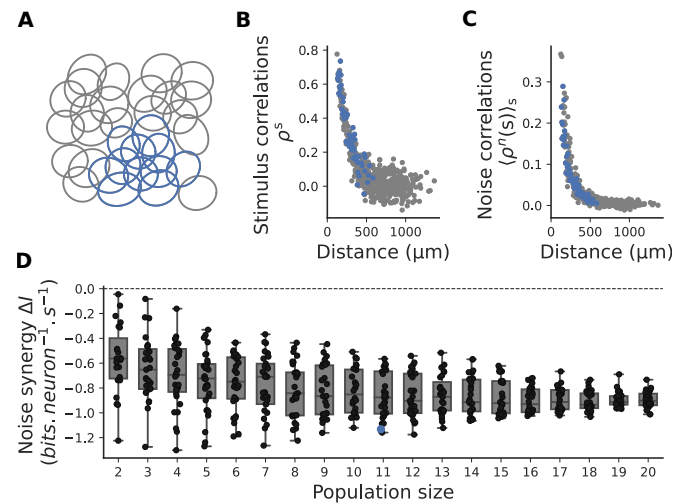 A
B
C
Stimulus correlations
ρˢ
0.8
0.6
0.4
0.2
0.0
0
500
1000
Distance (μm)
Noise correlations
⟨ρⁿ(s)⟩ₛ
0.3
0.2
0.1
0.0
0
500
1000
Distance (μm)
D
Noise synergy ΔI
(bits. neuron⁻¹. s⁻¹)
0.0
−0.4
−0.6
−0.8
−1.0
−1.2
2 3 4 5 6 7 8 9 10 11 12 13 14 15 16 17 18 19 20
Population size